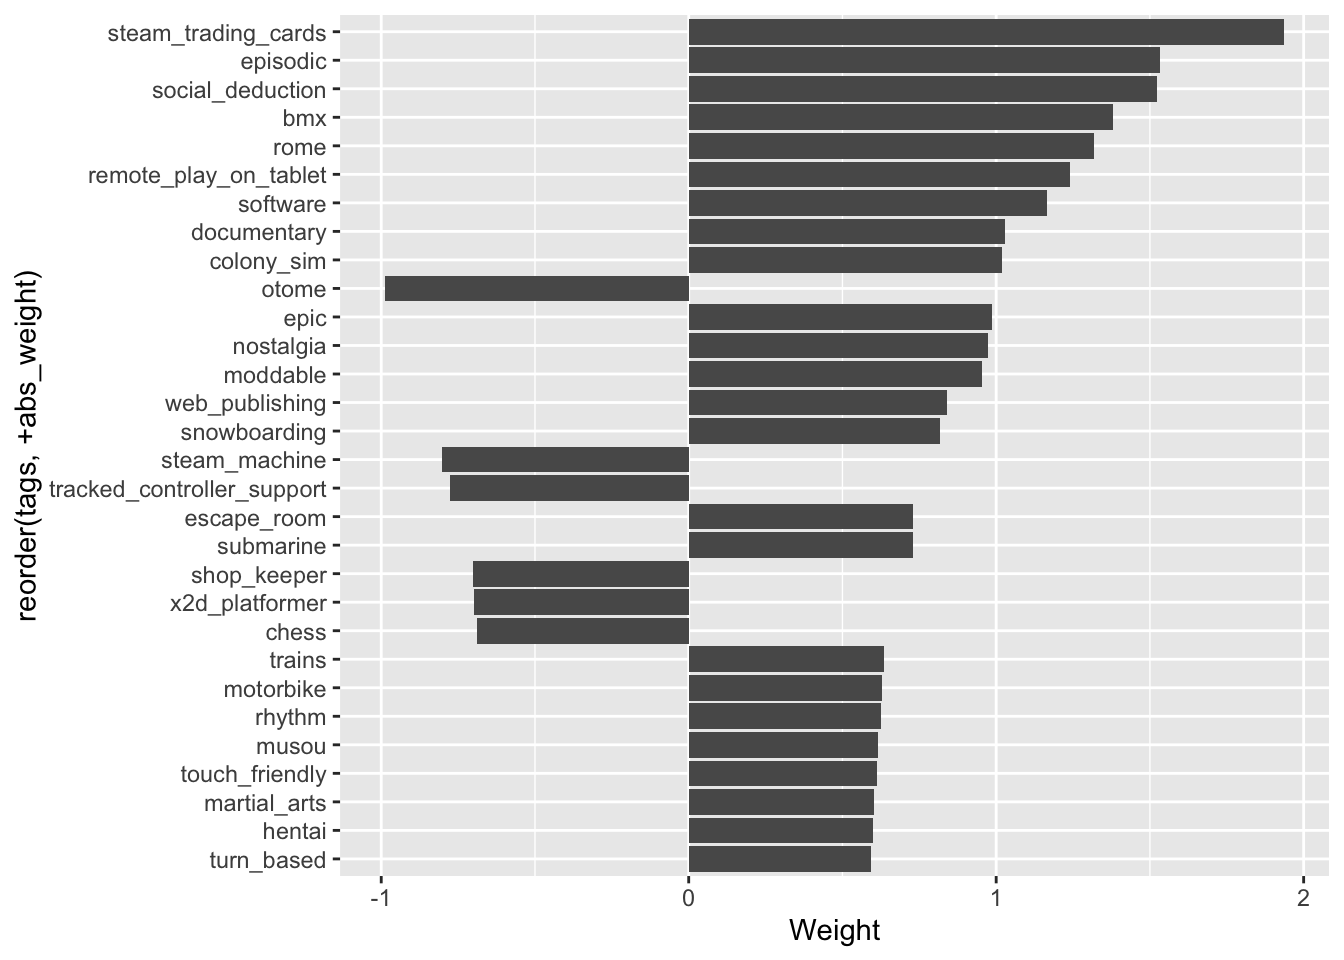 steam_trading_cards
episodic
social_deduction
bmx
rome
remote_play_on_tablet
software
documentary
colony_sim
otome
epic
nostalgia
moddable
web_publishing
snowboarding
steam_machine
tracked_controller_support
escape_room
submarine
shop_keeper
x2d_platformer
chess
trains
motorbike
rhythm
musou
touch_friendly
martial_arts
hentai
turn_based
reorder(tags, +abs_weight)
-1 0 1 2
Weight